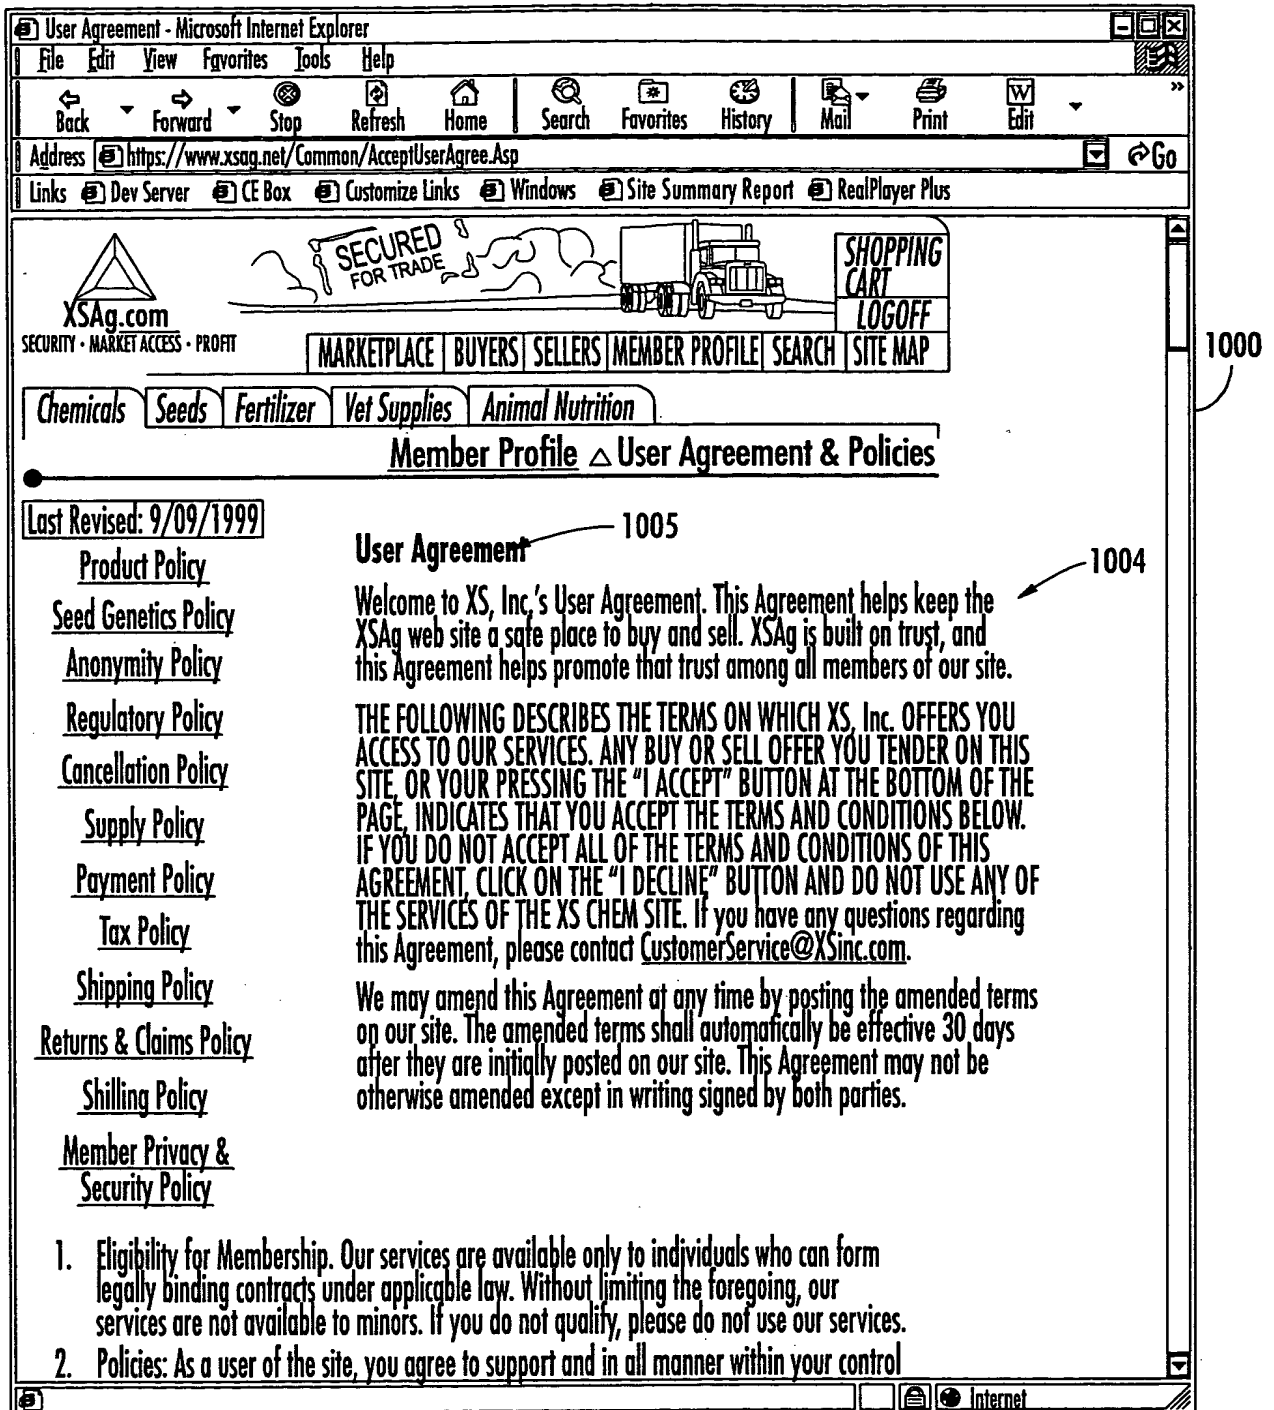 User Agreement - Microsoft Internet Explorer
File Edit View Favorites Tools Help
Back Forward Stop Refresh Home Search Favorites History Mail Print Edit »
Address https://www.xsag.net/Common/AcceptUserAgree.Asp Go
Links Dev Server CE Box Customize Links Windows Site Summary Report RealPlayer Plus
SECURED
FOR TRADE
SHOPPING
CART
LOGOFF
XSAg.com
SECURITY · MARKET ACCESS · PROFIT
MARKETPLACE BUYERS SELLERS MEMBER PROFILE SEARCH SITE MAP
1000
Chemicals Seeds Fertilizer Vet Supplies Animal Nutrition
Member Profile △ User Agreement & Policies
Last Revised: 9/09/1999
Product Policy
Seed Genetics Policy
Anonymity Policy
Regulatory Policy
Cancellation Policy
Supply Policy
Payment Policy
Tax Policy
Shipping Policy
Returns & Claims Policy
Shilling Policy
Member Privacy &
Security Policy
User Agreement
1005
1004
Welcome to XS, Inc.'s User Agreement. This Agreement helps keep the
XSAg web site a safe place to buy and sell. XSAg is built on trust, and
this Agreement helps promote that trust among all members of our site.
THE FOLLOWING DESCRIBES THE TERMS ON WHICH XS, Inc. OFFERS YOU
ACCESS TO OUR SERVICES. ANY BUY OR SELL OFFER YOU TENDER ON THIS
SITE, OR YOUR PRESSING THE "I ACCEPT" BUTTON AT THE BOTTOM OF THE
PAGE, INDICATES THAT YOU ACCEPT THE TERMS AND CONDITIONS BELOW.
IF YOU DO NOT ACCEPT ALL OF THE TERMS AND CONDITIONS OF THIS
AGREEMENT, CLICK ON THE "I DECLINE" BUTTON AND DO NOT USE ANY OF
THE SERVICES OF THE XS CHEM SITE. If you have any questions regarding
this Agreement, please contact CustomerService@XSinc.com.
We may amend this Agreement at any time by posting the amended terms
on our site. The amended terms shall automatically be effective 30 days
after they are initially posted on our site. This Agreement may not be
otherwise amended except in writing signed by both parties.
1. Eligibility for Membership. Our services are available only to individuals who can form
legally binding contracts under applicable law. Without limiting the foregoing, our
services are not available to minors. If you do not qualify, please do not use our services.
2. Policies: As a user of the site, you agree to support and in all manner within your control
Internet